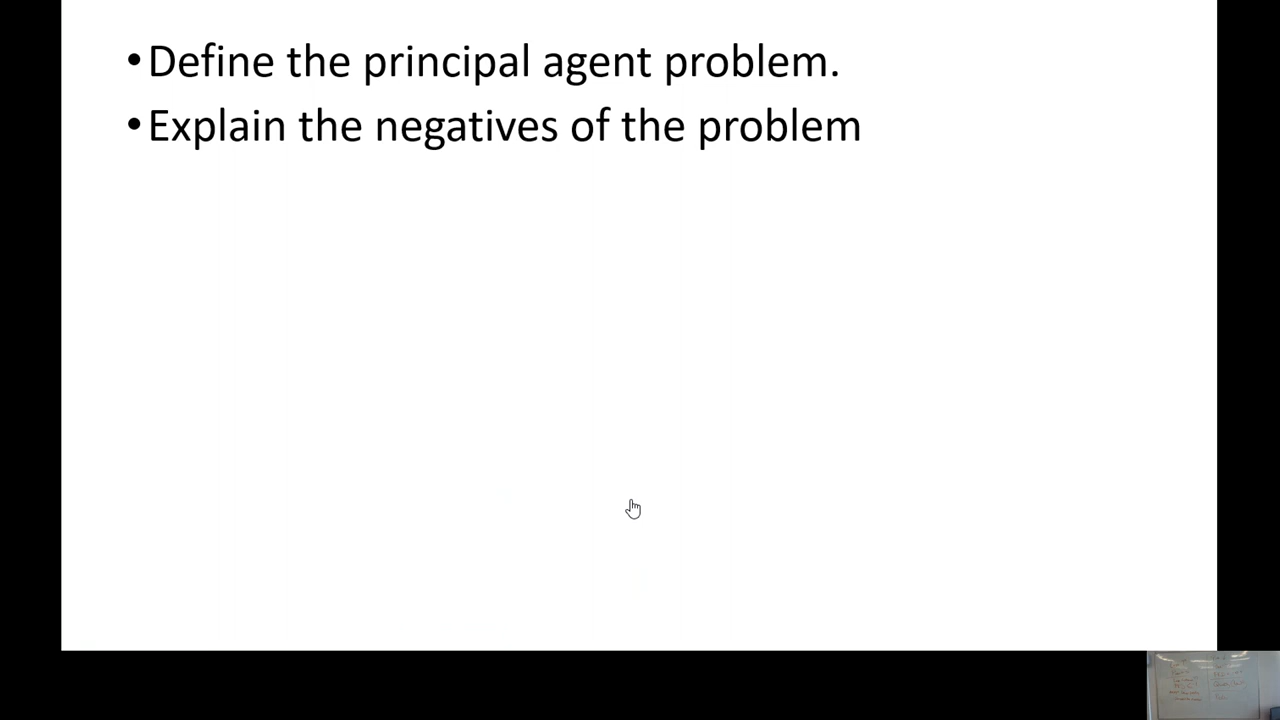 •Define the principal agent problem.
•Explain the negatives of the problem